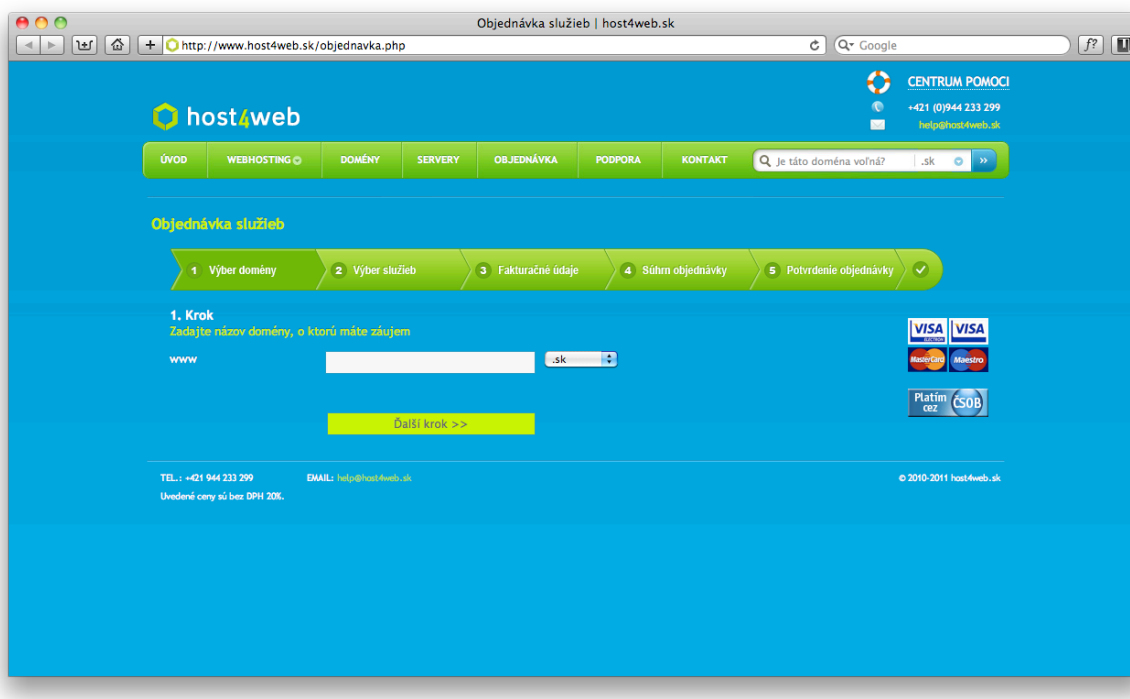 Objednávka služieb | host4web.sk
http://www.host4web.sk/objednavka.php
Google
f?
CENTRUM POMOCI
+421 (0)944 233 299
help@host4web.sk
host4web
ÚVOD WEBHOSTING DOMÉNY SERVERY OBJEDNÁVKA PODPORA KONTAKT Je táto doména voľná? .sk »
Objednávka služieb
1 Výber domény 2 Výber služieb 3 Fakturačné údaje 4 Súhrn objednávky 5 Potvrdenie objednávky
1. Krok
Zadajte názov domény, o ktorú máte záujem
www .sk
VISA ELECTRON VISA
MasterCard Maestro
Platím cez ČSOB
Ďalší krok >>
TEL.: +421 944 233 299 EMAIL: help@host4web.sk © 2010-2011 host4web.sk
Uvedené ceny sú bez DPH 20%.